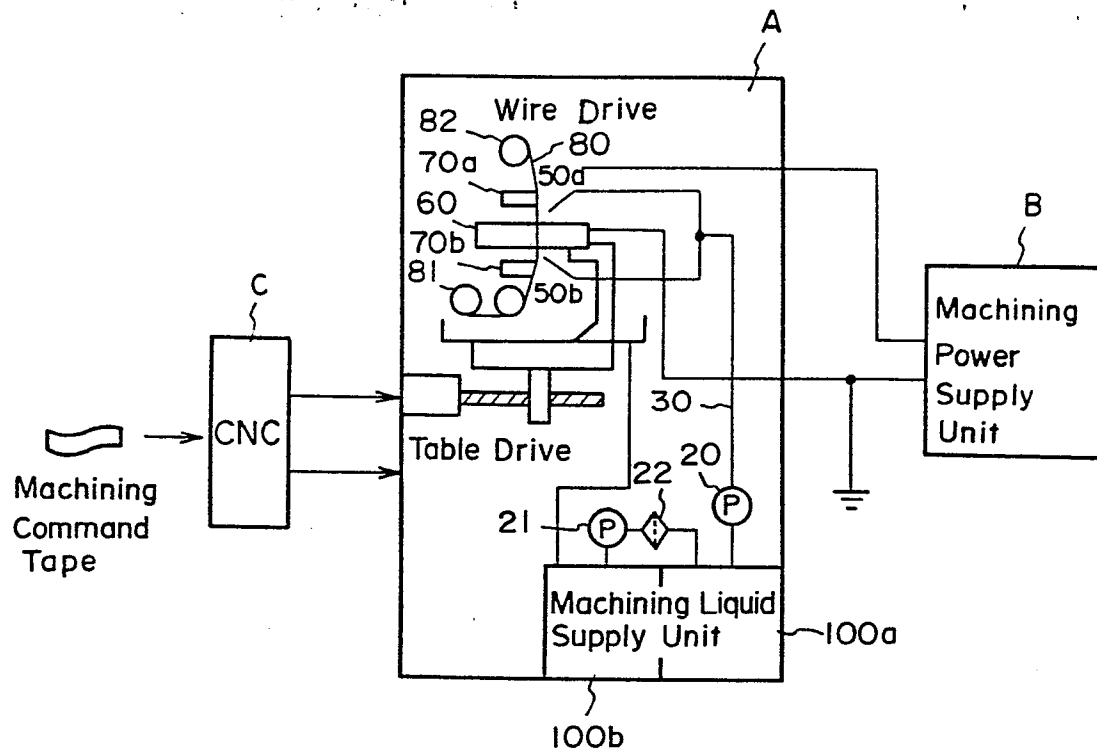 A
Wire Drive
82
80
70a
50a
60
70b
81
50b
B
Machining
Power
Supply
Unit
C
CNC
Table Drive
30
20
22
21
P
P
Machining
Command
Tape
Machining Liquid
Supply Unit
100a
100b